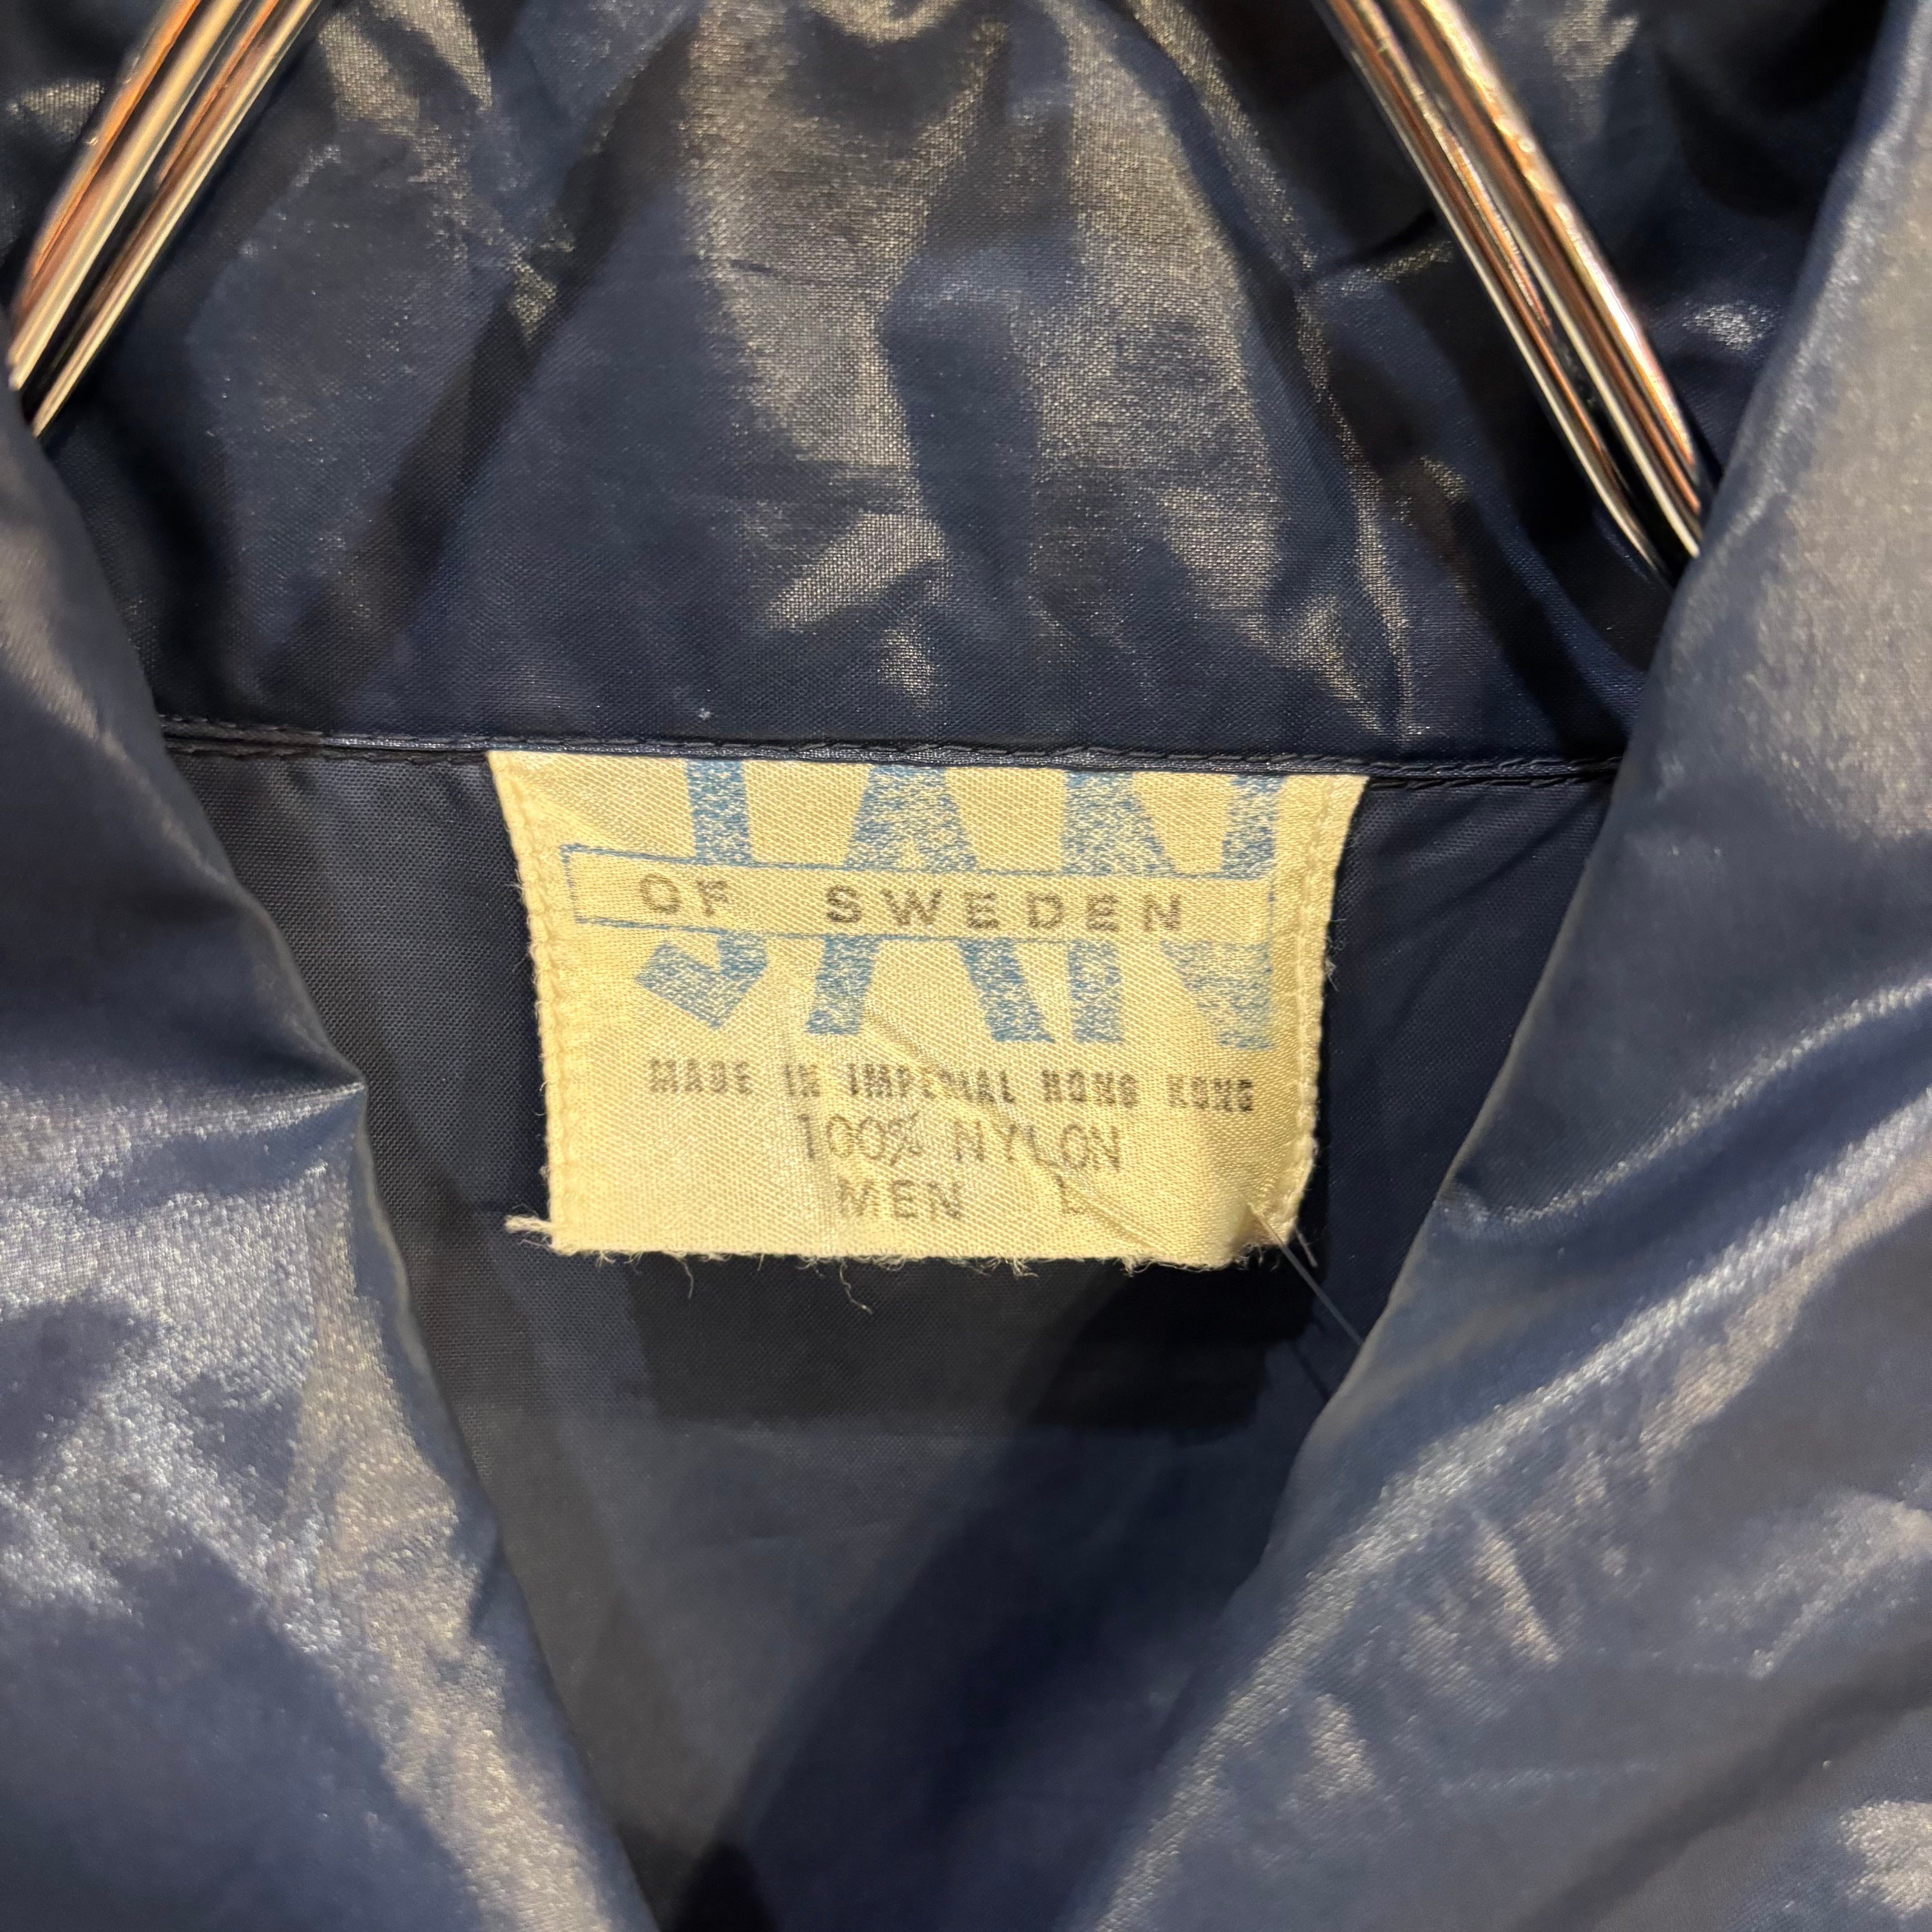 JAN
OF SWEDEN
MADE IN IMPERIAL HONG KONG
100% NYLON
MEN L